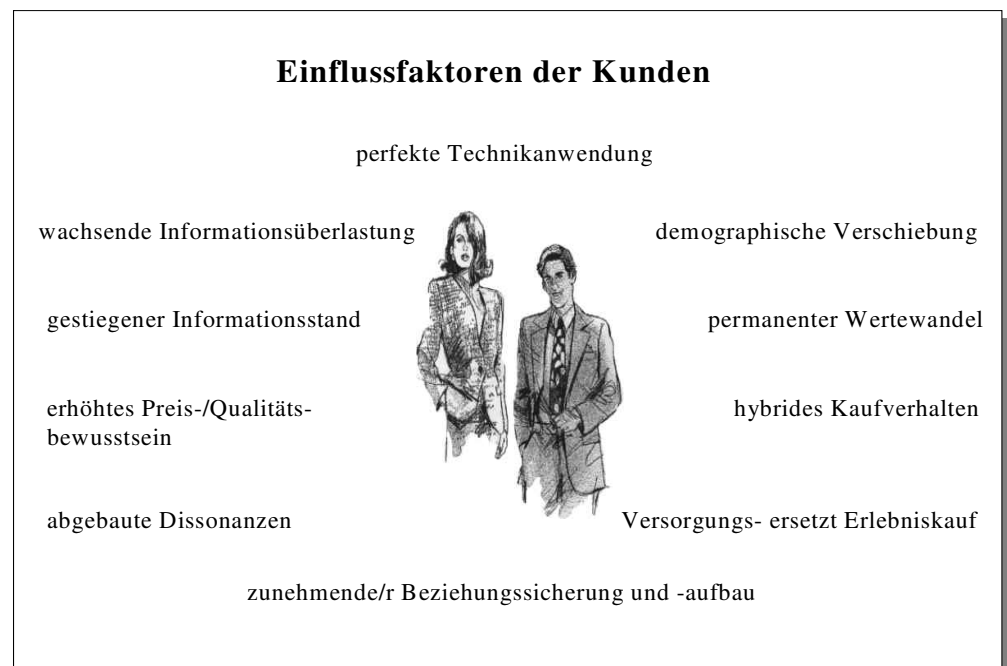 Einflussfaktoren der Kunden
perfekte Technikanwendung
wachsende Informationsüberlastung
demographische Verschiebung
gestiegener Informationsstand
permanenter Wertewandel
erhöhtes Preis-/Qualitäts-
bewusstsein
hybrides Kaufverhalten
abgebaute Dissonanzen
Versorgungs- ersetzt Erlebniskauf
zunehmende/r Beziehungssicherung und -aufbau